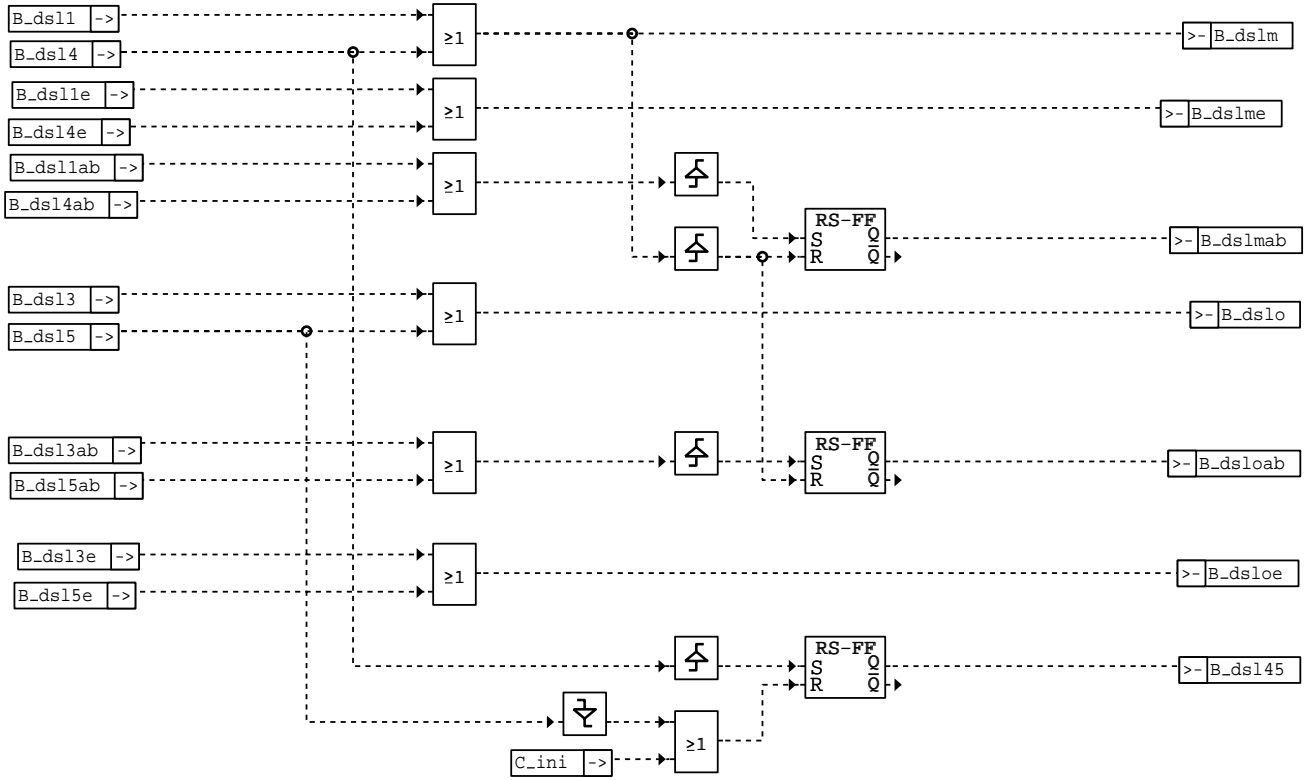 B_dsl1 ->
≥1
>- B_dslm
B_dsl4 ->
B_dsl1e ->
≥1
>- B_dslme
B_dsl4e ->
B_dsl1ab ->
≥1
B_dsl4ab ->
RS-FF
S Q
R Q̅
>- B_dslmab
B_dsl3 ->
≥1
>- B_dslo
B_dsl5 ->
B_dsl3ab ->
≥1
RS-FF
S Q
R Q̅
>- B_dsloab
B_dsl5ab ->
B_dsl3e ->
≥1
>- B_dsloe
B_dsl5e ->
RS-FF
S Q
R Q̅
>- B_dsl45
≥1
C_ini ->